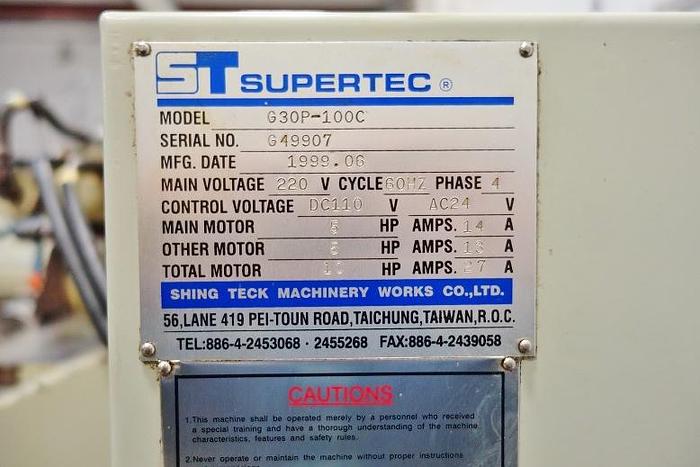 ST SUPERTEC ®
MODEL G30P-100C
SERIAL NO. G49907
MFG. DATE 1999.06
MAIN VOLTAGE 220 V CYCLE 60HZ PHASE 4
CONTROL VOLTAGE DC110 V AC24 V
MAIN MOTOR 5 HP AMPS. 14 A
OTHER MOTOR HP AMPS. 13 A
TOTAL MOTOR 10 HP AMPS. 27 A
SHING TECK MACHINERY WORKS CO.,LTD.
56,LANE 419 PEI-TOUN ROAD,TAICHUNG,TAIWAN,R.O.C.
TEL:886-4-2453068 · 2455268 FAX:886-4-2439058
CAUTIONS
1.This machine shall be operated merely by a personnel who received
a special training and have a thorough understanding of the machine
characteristics, features and safety rules.
2.Never operate or maintain the machine without proper instructions